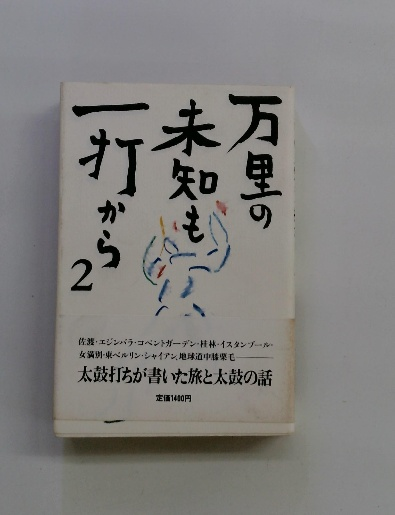 万里の
未知も
一打から
2
佐渡・エジンバラ・コベントガーデン・桂林・イスタンブール・
女満別・東ベルリン・シャイアン、地球道中膝栗毛———
太鼓打ちが書いた旅と太鼓の話
定価1400円